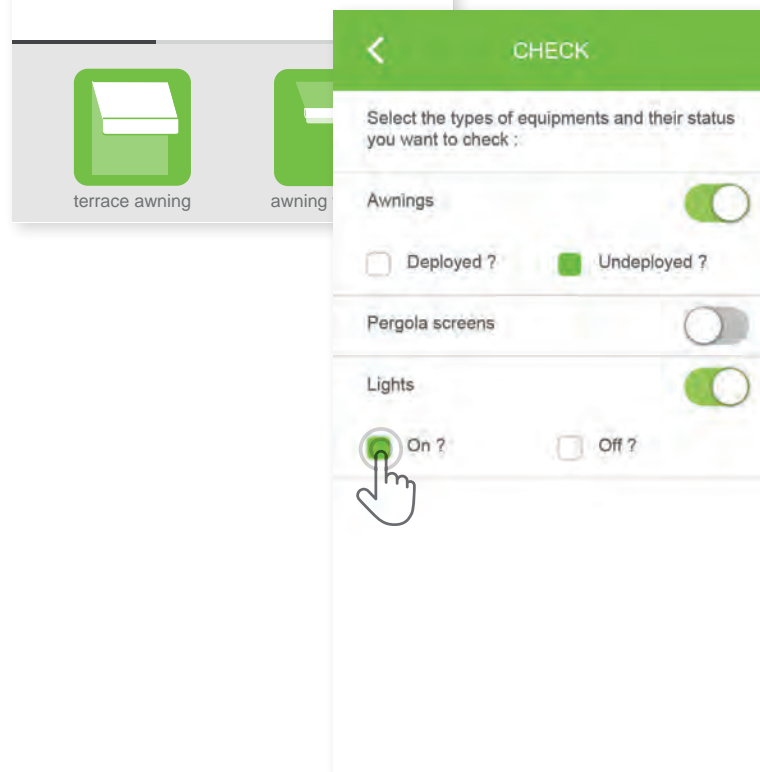 terrace awning
awning
CHECK
Select the types of equipments and their status
you want to check :
Awnings
Deployed ?
Undeployed ?
Pergola screens
Lights
On ?
Off ?